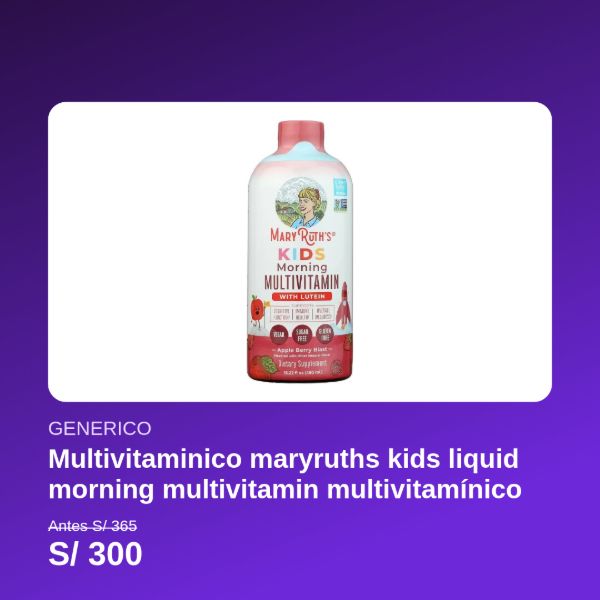 MARYRUTH'S
KIDS
Morning
MULTIVITAMIN
WITH LUTEIN
VEGAN
SUGAR FREE
GLUTEN FREE
Apple Berry Blast
Dietary Supplement
GENERICO
Multivitaminico maryruths kids liquid
morning multivitamin multivitamínico
Antes S/ 365
S/ 300